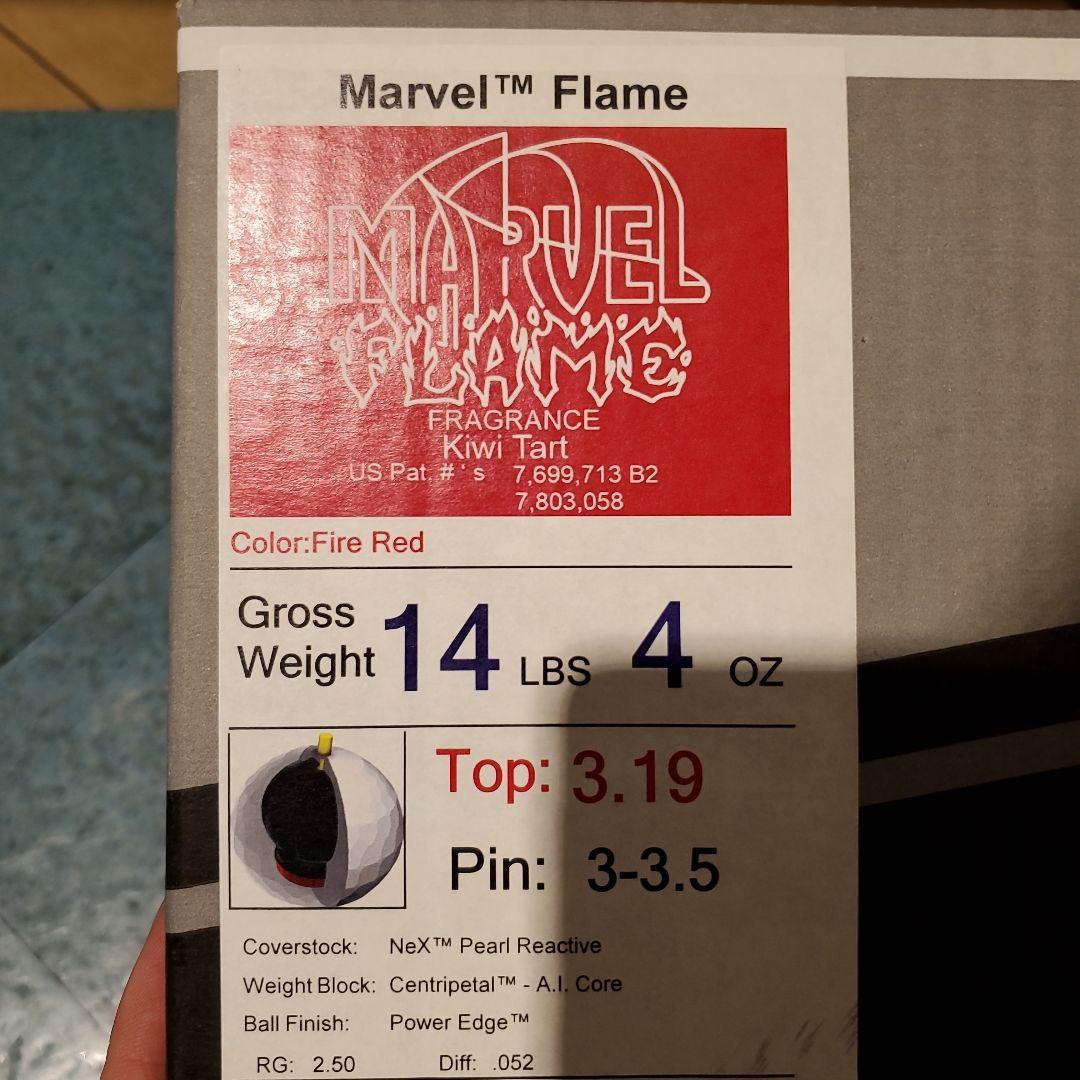 Marvel™ Flame
MARVEL
FLAME
FRAGRANCE
Kiwi Tart
US Pat. #'s 7,699,713 B2
7,803,058
Color:Fire Red
Gross
Weight 14 LBS 4 OZ
Top: 3.19
Pin: 3-3.5
Coverstock: NeX™ Pearl Reactive
Weight Block: Centripetal™ - A.I. Core
Ball Finish: Power Edge™
RG: 2.50 Diff: .052